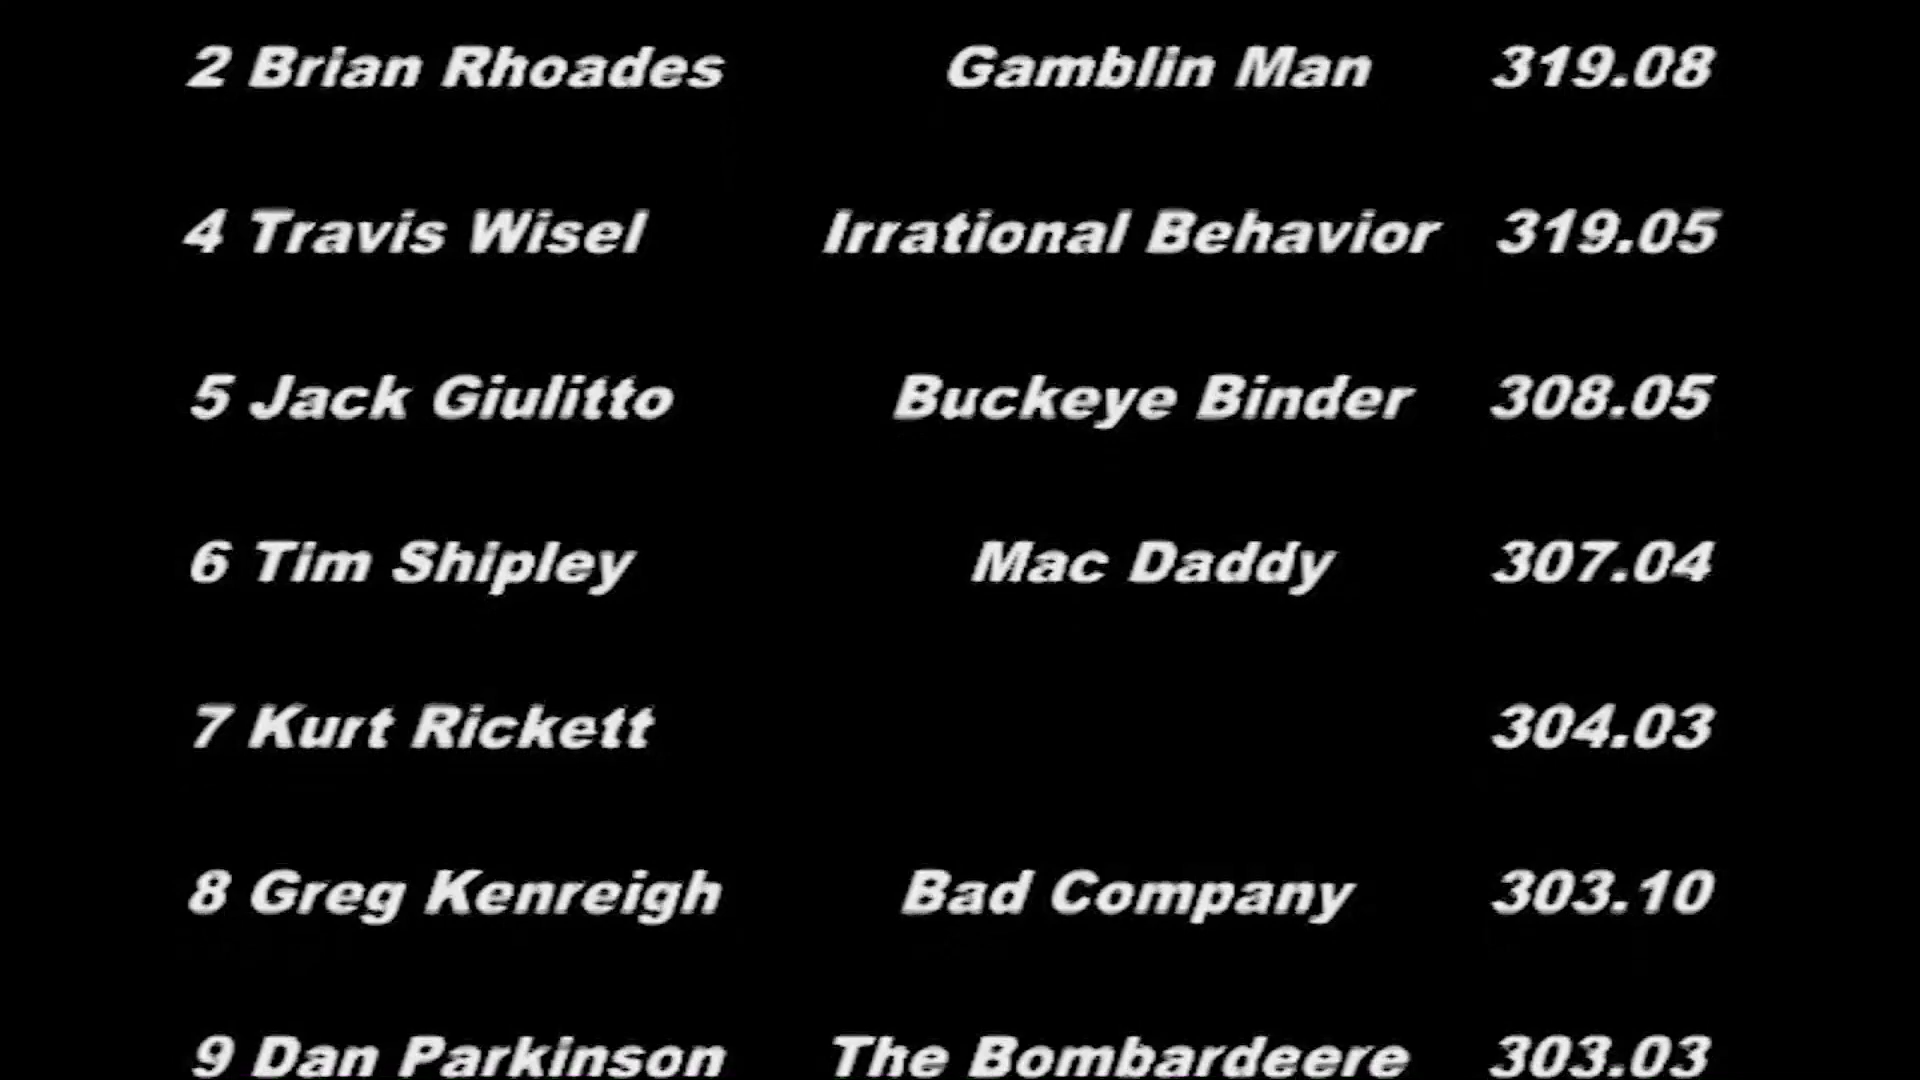 2 Brian Rhoades Gamblin Man 319.08
4 Travis Wisel Irrational Behavior 319.05
5 Jack Giulitto Buckeye Binder 308.05
6 Tim Shipley Mac Daddy 307.04
7 Kurt Rickett 304.03
8 Greg Kenreigh Bad Company 303.10
9 Dan Parkinson The Bombardeere 303.03